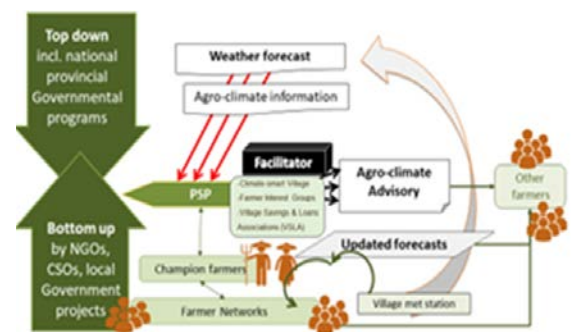 Top down
incl. national
provincial
Governmental
programs
Weather forecast
Agro-climate information
Facilitator
PSP
-Climate-smart Village
-Farmer Interest Groups
-Village Savings & Loans
Associations (VSLA)
Agro-climate
Advisory
Other
farmers
Bottom up
by NGOs,
CSOs, local
Government
projects
Updated forecasts
Champion farmers
Village met station
Farmer Networks